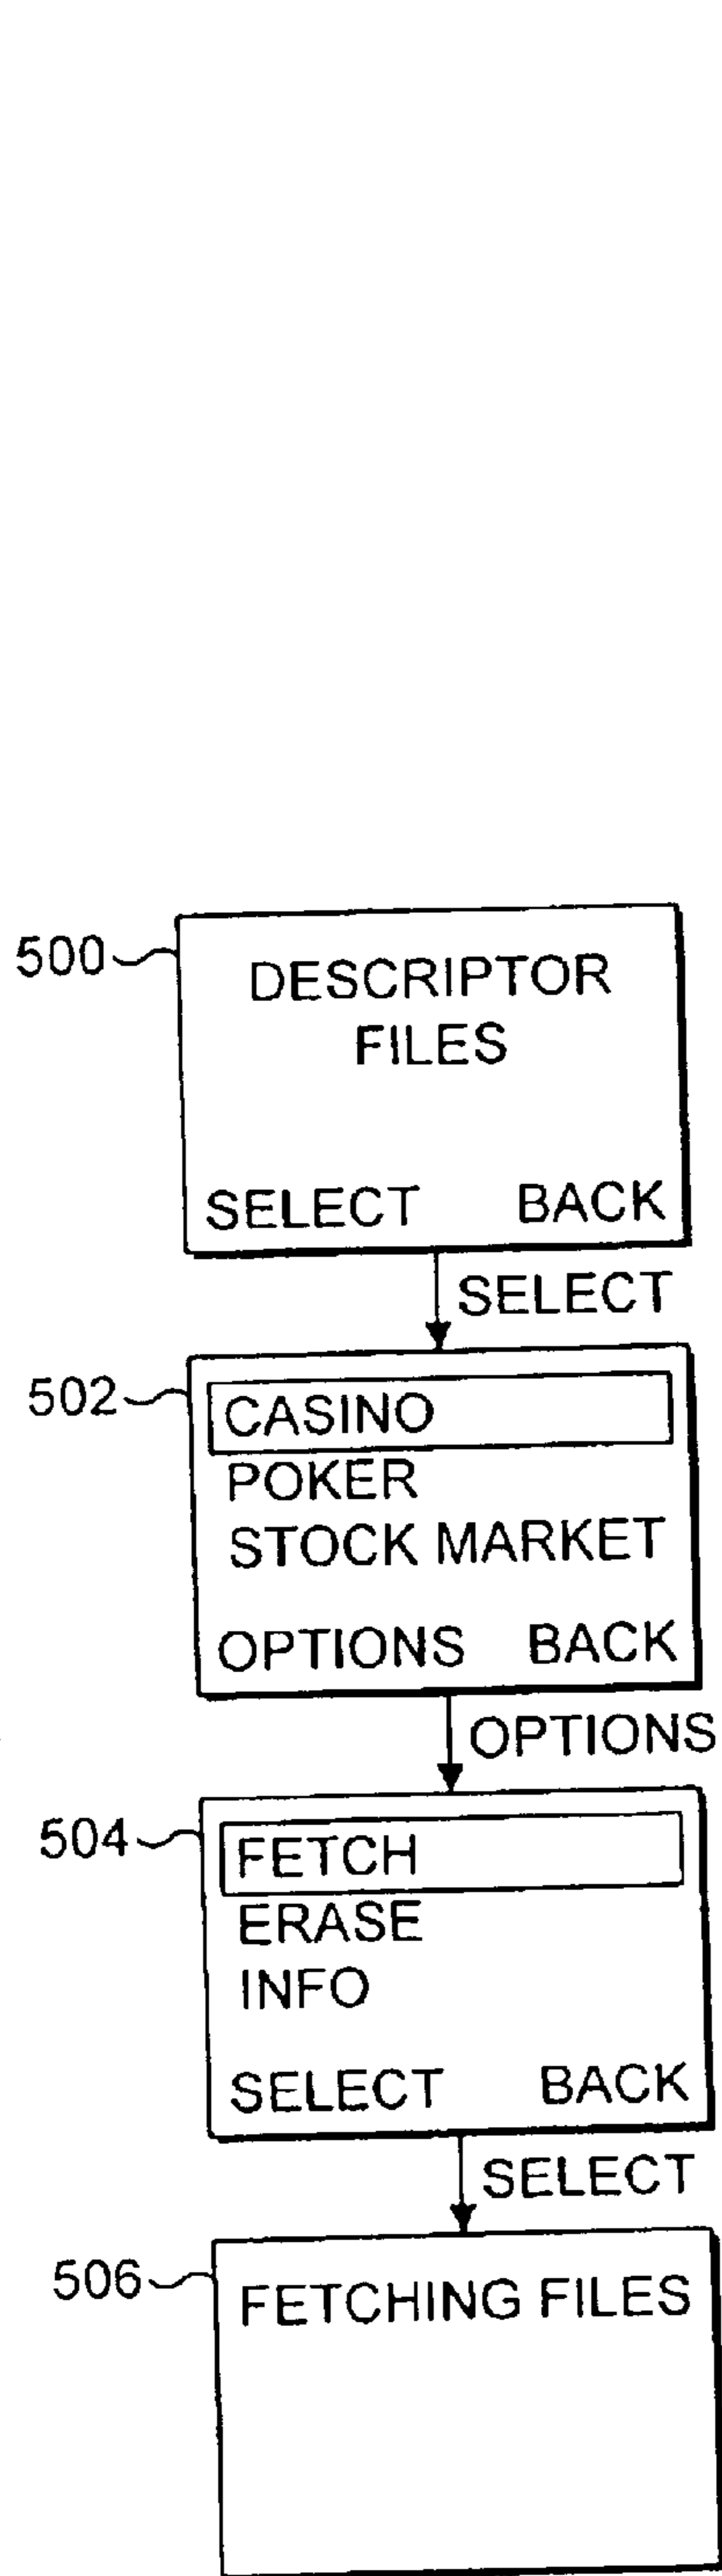 500
DESCRIPTOR
FILES
SELECT BACK
SELECT
502
CASINO
POKER
STOCK MARKET
OPTIONS BACK
OPTIONS
504
FETCH
ERASE
INFO
SELECT BACK
SELECT
506
FETCHING FILES